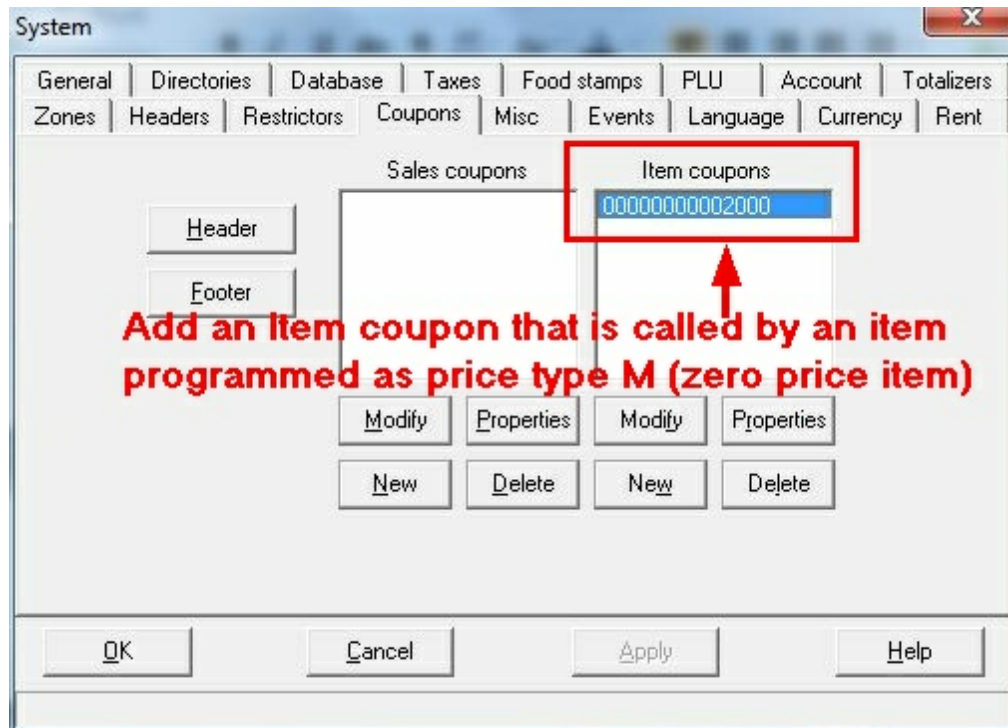 System
General Directories Database Taxes Food stamps PLU Account Totalizers
Zones Headers Restrictors Coupons Misc Events Language Currency Rent
Sales coupons Item coupons
00000000002000
Header
Footer
Add an Item coupon that is called by an item
programmed as price type M (zero price item)
Modify Properties Modify Properties
New Delete New Delete
OK Cancel Apply Help